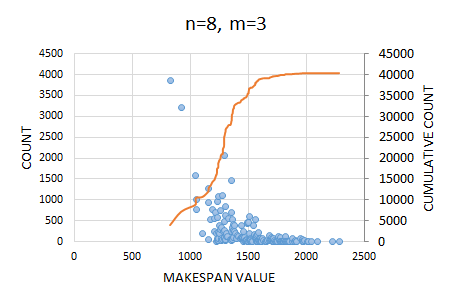 n=8, m=3
4500 45000
4000 40000
3500 35000
3000 30000
2500 25000
2000 20000
1500 15000
1000 10000
500 5000
0 0
0 500 1000 1500 2000 2500
COUNT
CUMULATIVE COUNT
MAKESPAN VALUE